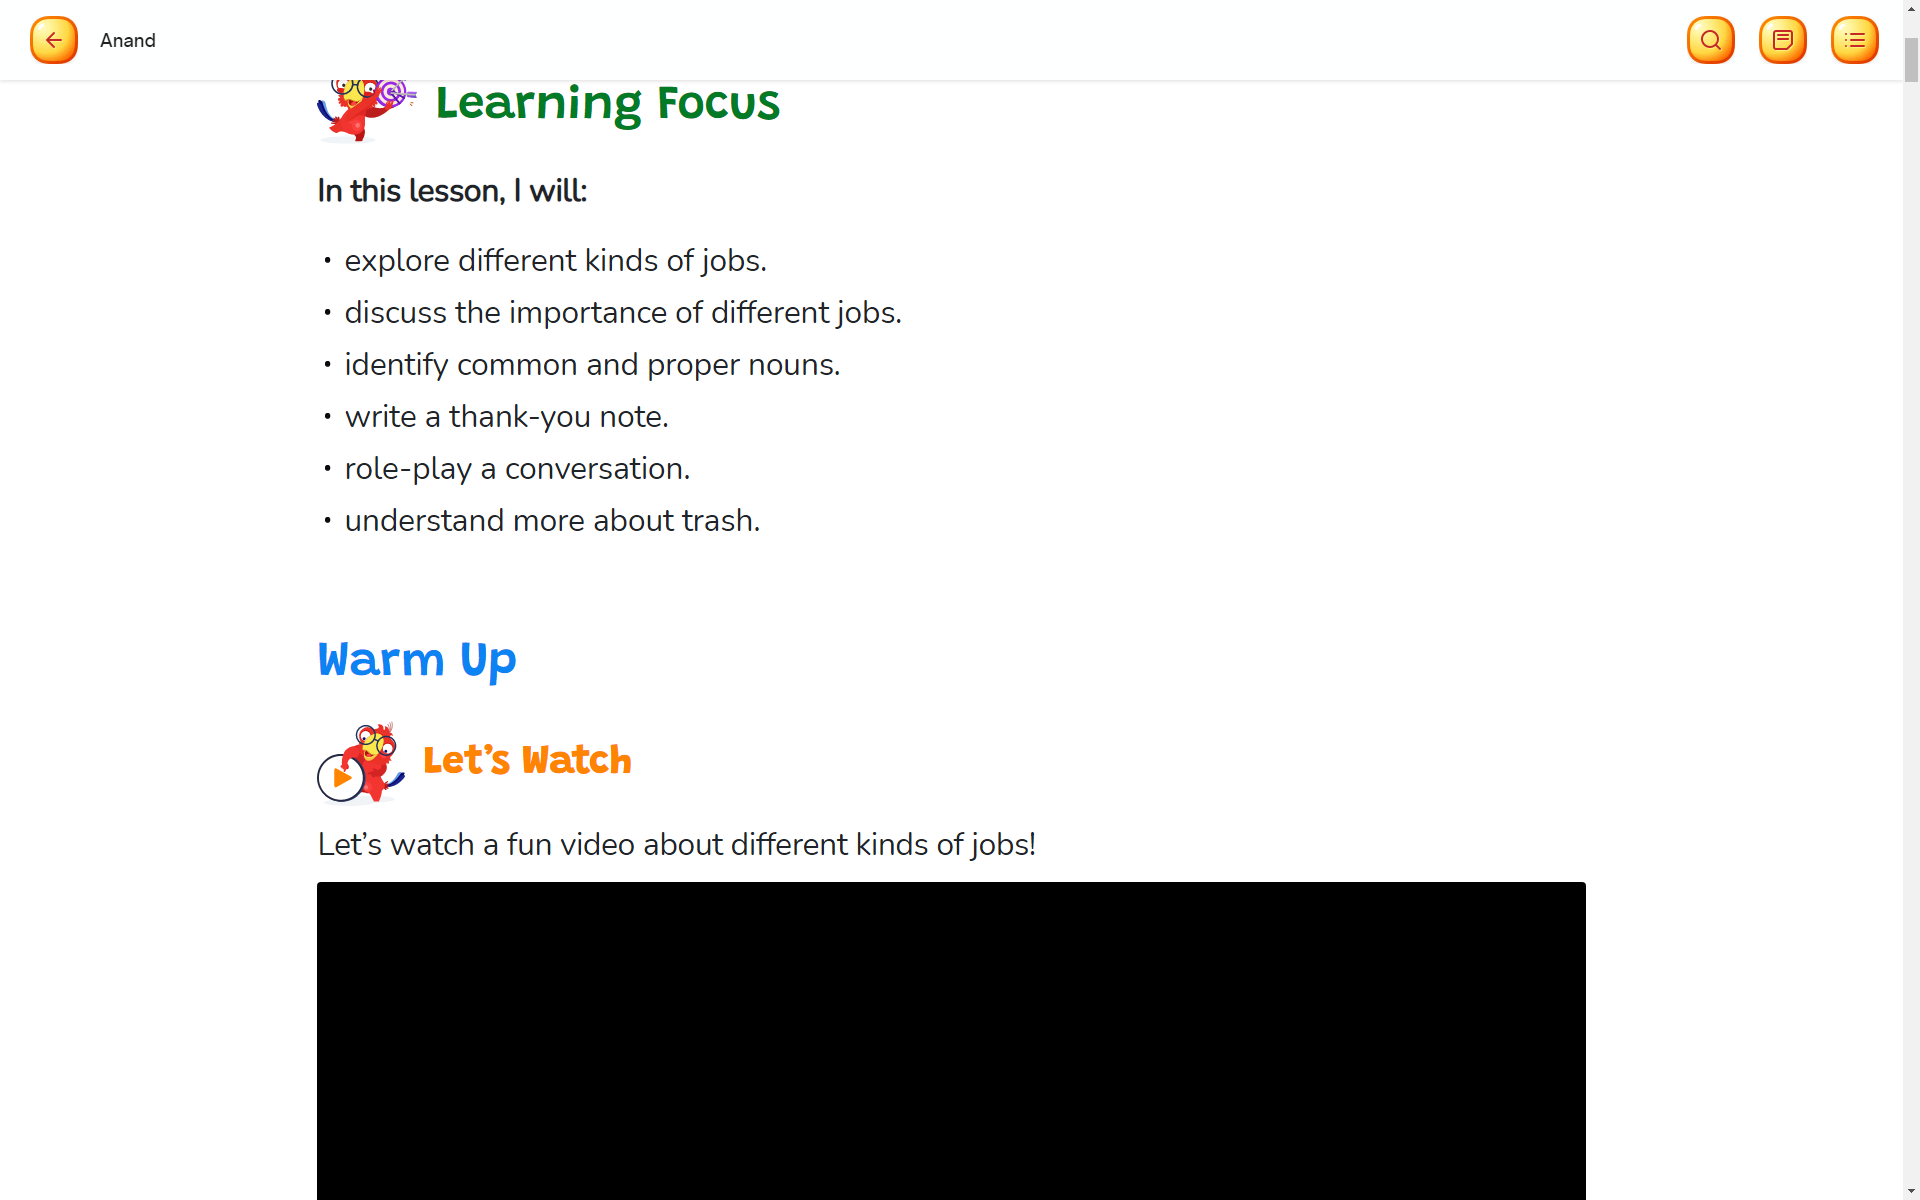 Anand
Learning Focus
In this lesson, I will:
• explore different kinds of jobs.
• discuss the importance of different jobs.
• identify common and proper nouns.
• write a thank-you note.
• role-play a conversation.
• understand more about trash.
Warm Up
Let’s Watch
Let’s watch a fun video about different kinds of jobs!